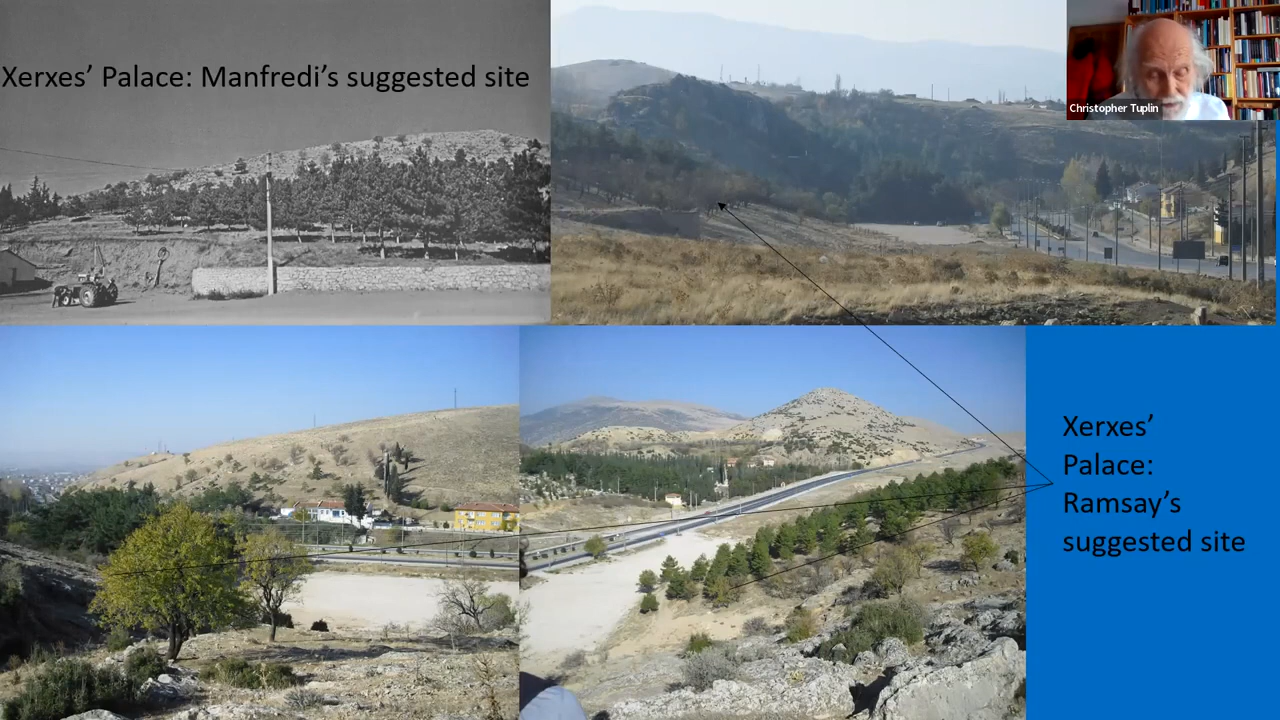 Xerxes’ Palace: Manfredi’s suggested site
Christopher Tuplin
Xerxes’
Palace:
Ramsay’s
suggested site